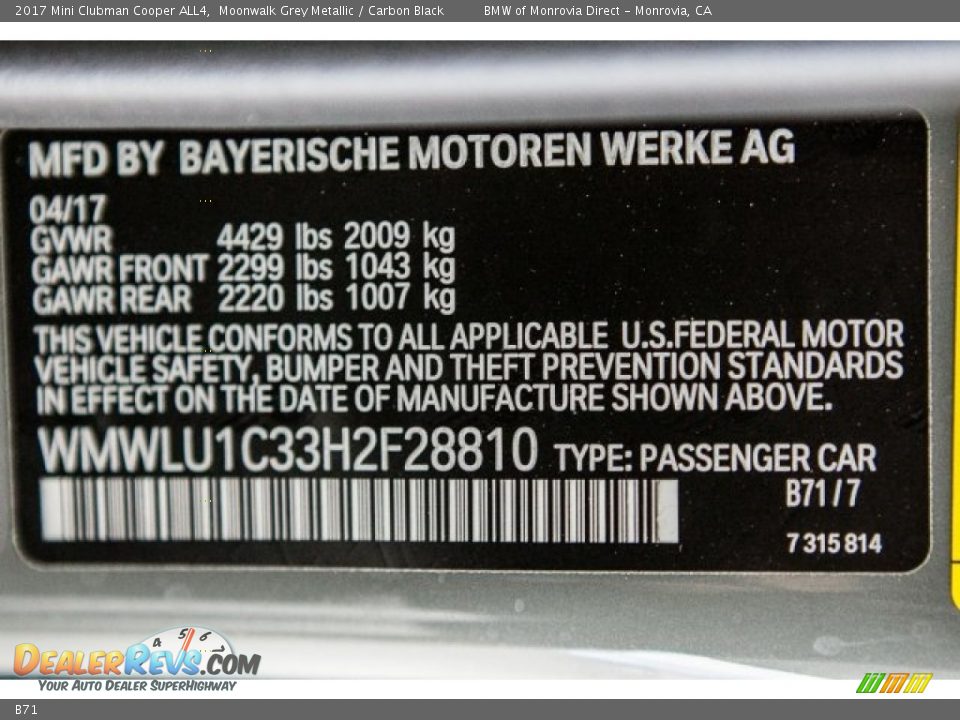 2017 Mini Clubman Cooper ALL4, Moonwalk Grey Metallic / Carbon Black BMW of Monrovia Direct - Monrovia, CA
MFD BY BAYERISCHE MOTOREN WERKE AG
04/17
GVWR 4429 lbs 2009 kg
GAWR FRONT 2299 lbs 1043 kg
GAWR REAR 2220 lbs 1007 kg
THIS VEHICLE CONFORMS TO ALL APPLICABLE U.S.FEDERAL MOTOR
VEHICLE SAFETY, BUMPER AND THEFT PREVENTION STANDARDS
IN EFFECT ON THE DATE OF MANUFACTURE SHOWN ABOVE.
WMWLU1C33H2F28810 TYPE: PASSENGER CAR
B71 / 7
7 315 814
4 5 6
DEALERREVS.COM
YOUR AUTO DEALER SUPERHIGHWAY
B71